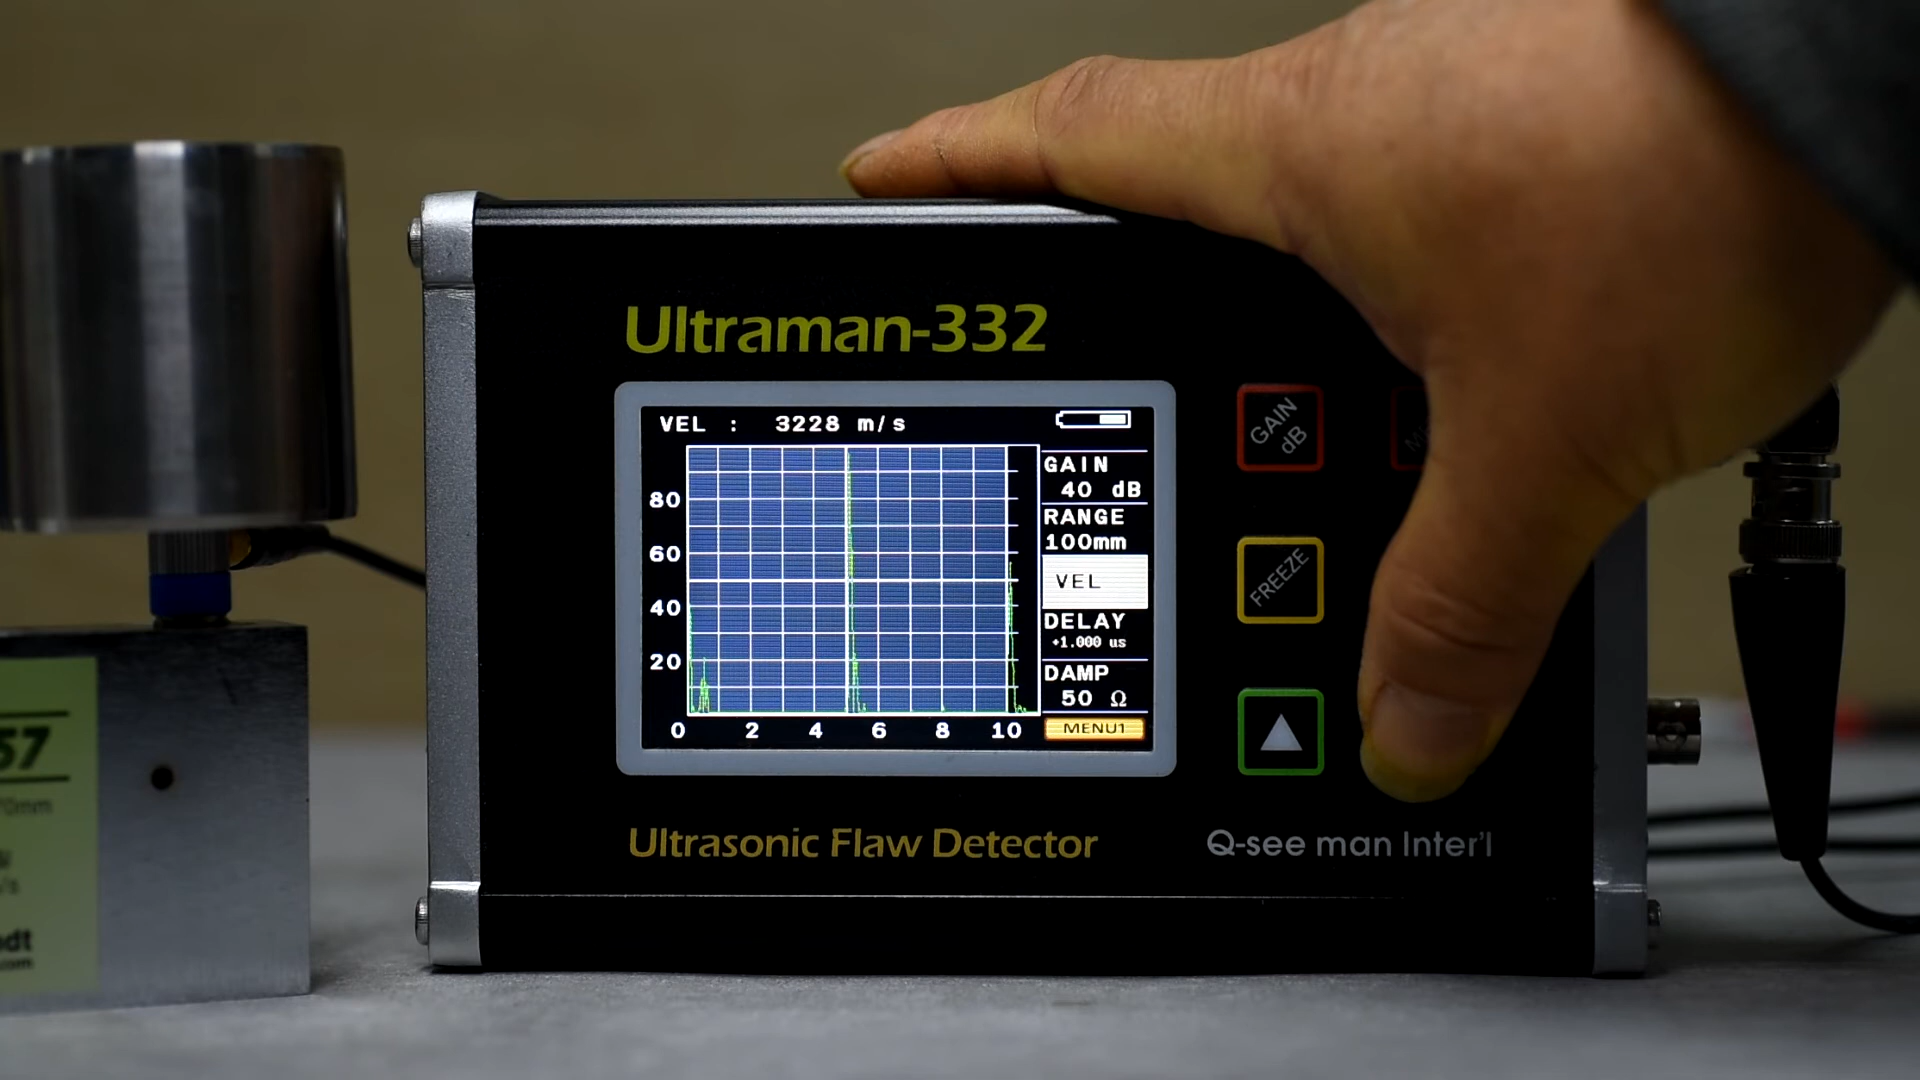 Ultraman-332
VEL : 3228 m/s
GAIN
40 dB
RANGE
100mm
VEL
DELAY
+1.000 us
DAMP
50 Ω
MENU1
80
60
40
20
0 2 4 6 8 10
GAIN
dB
FREEZE
Ultrasonic Flaw Detector
Q-see man Inter'l
57